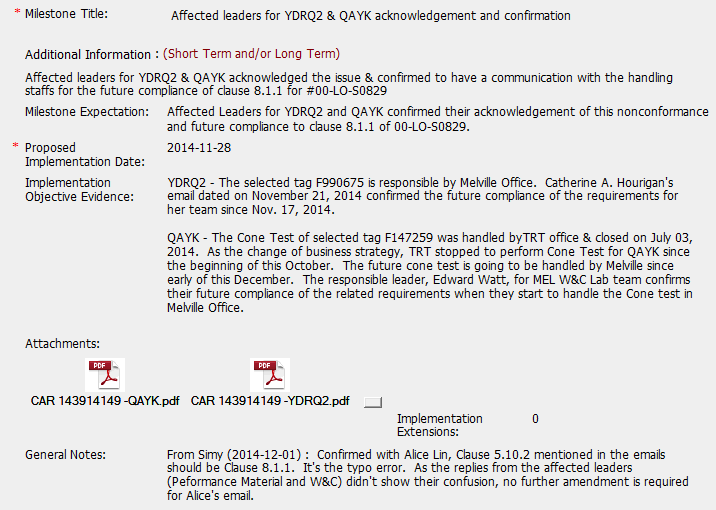 * Milestone Title: Affected leaders for YDRQ2 & QAYK acknowledgement and confirmation
Additional Information : (Short Term and/or Long Term)
Affected leaders for YDRQ2 & QAYK acknowledged the issue & confirmed to have a communication with the handling
staffs for the future compliance of clause 8.1.1 for #00-LO-S0829
Milestone Expectation: Affected Leaders for YDRQ2 and QAYK confirmed their acknowledgement of this nonconformance
and future compliance to clause 8.1.1 of 00-LO-S0829.
* Proposed Implementation Date: 2014-11-28
Implementation Objective Evidence: YDRQ2 - The selected tag F990675 is responsible by Melville Office. Catherine A. Hourigan's
email dated on November 21, 2014 confirmed the future compliance of the requirements for
her team since Nov. 17, 2014.
QAYK - The Cone Test of selected tag F147259 was handled byTRT office & closed on July 03,
2014. As the change of business strategy, TRT stopped to perform Cone Test for QAYK since
the beginning of this October. The future cone test is going to be handled by Melville since
early of this December. The responsible leader, Edward Watt, for MEL W&C Lab team confirms
their future compliance of the related requirements when they start to handle the Cone test in
Melville Office.
Attachments:
PDF PDF
CAR 143914149 -QAYK.pdf CAR 143914149 -YDRQ2.pdf
Implementation Extensions: 0
General Notes: From Simy (2014-12-01) : Confirmed with Alice Lin, Clause 5.10.2 mentioned in the emails
should be Clause 8.1.1. It's the typo error. As the replies from the affected leaders
(Peformance Material and W&C) didn't show their confusion, no further amendment is required
for Alice's email.